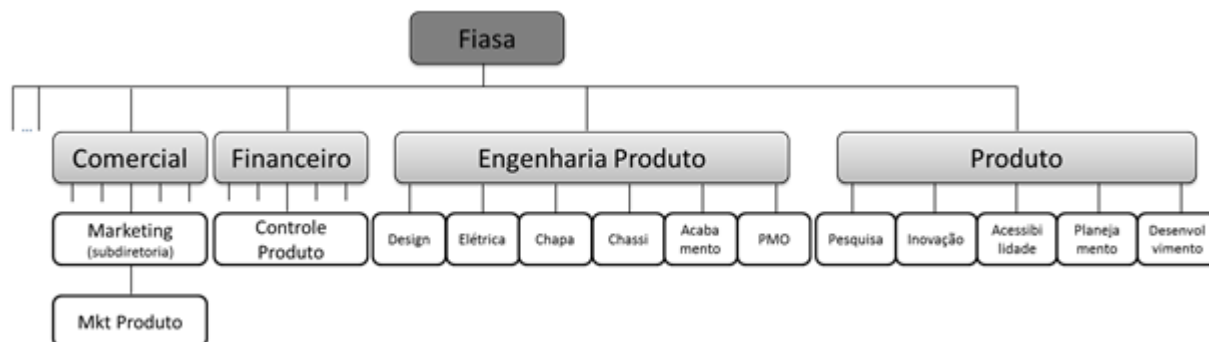 Fiasa
...
Comercial
Financeiro
Engenharia Produto
Produto
Marketing
(subdiretoria)
Controle
Produto
Design
Elétrica
Chapa
Chassi
Acaba
mento
PMO
Pesquisa
Inovação
Acessibi
lidade
Planeja
mento
Desenvol
vimento
Mkt Produto